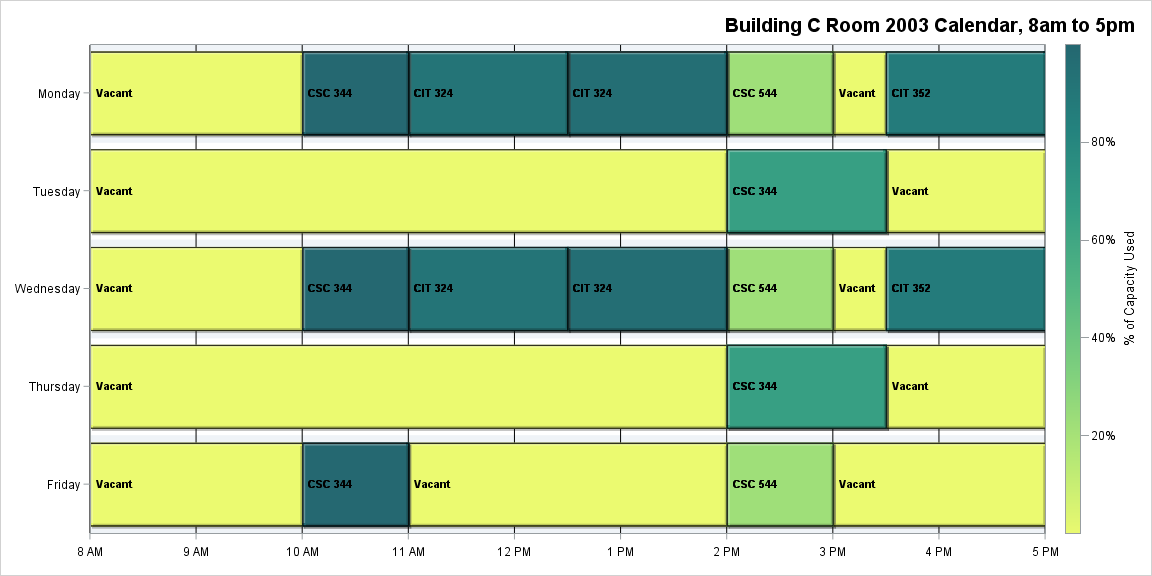 Building C Room 2003 Calendar, 8am to 5pm
Monday Vacant CSC 344 CIT 324 CIT 324 CSC 544 Vacant CIT 352
Tuesday Vacant CSC 344 Vacant
Wednesday Vacant CSC 344 CIT 324 CIT 324 CSC 544 Vacant CIT 352
Thursday Vacant CSC 344 Vacant
Friday Vacant CSC 344 Vacant CSC 544 Vacant
8 AM 9 AM 10 AM 11 AM 12 PM 1 PM 2 PM 3 PM 4 PM 5 PM
80%
60%
40%
20%
% of Capacity Used